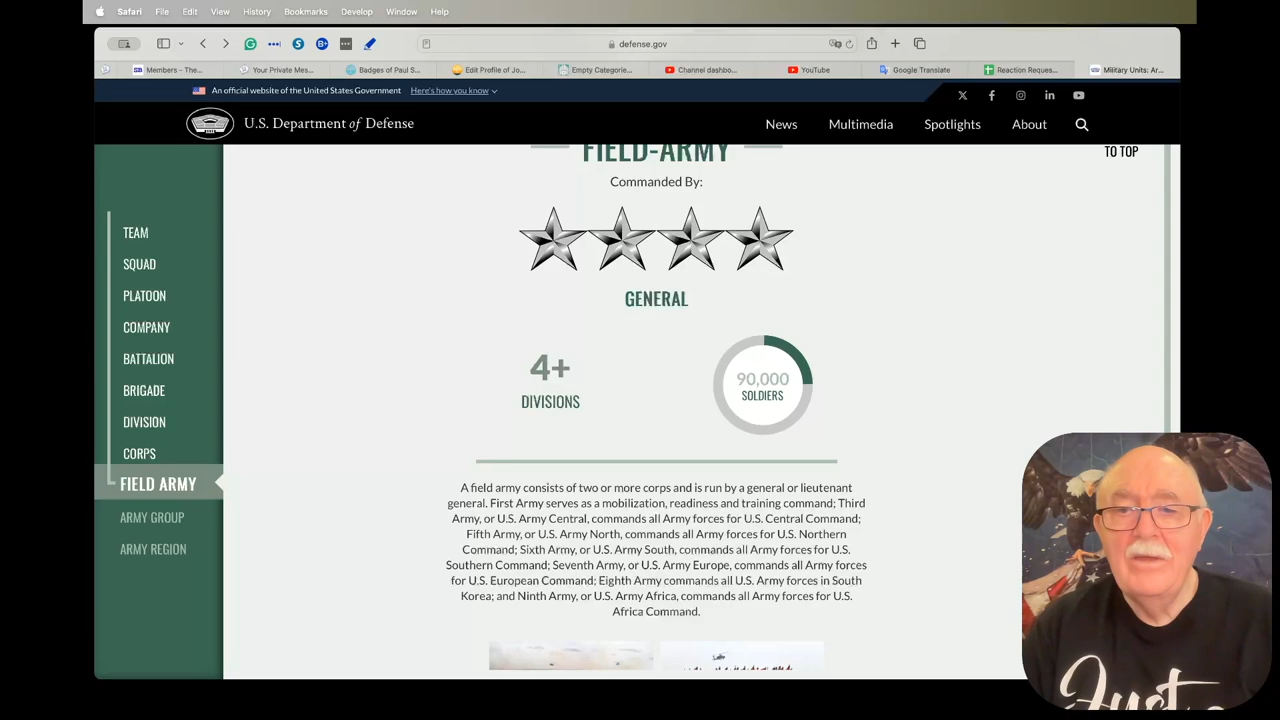 Safari File Edit View History Bookmarks Develop Window Help
defense.gov
Members - The... Your Private Mes... Badges of Paul S... Edit Profile of Jo... Empty Categorie... Channel dashbo... YouTube Google Translate Reaction Reques... Military Units: Ar...
An official website of the United States Government Here's how you know
U.S. Department of Defense
News Multimedia Spotlights About
FIELD-ARMY
TO TOP
Commanded By:
GENERAL
4+
DIVISIONS
90,000
SOLDIERS
TEAM
SQUAD
PLATOON
COMPANY
BATTALION
BRIGADE
DIVISION
CORPS
FIELD ARMY
ARMY GROUP
ARMY REGION
A field army consists of two or more corps and is run by a general or lieutenant
general. First Army serves as a mobilization, readiness and training command; Third
Army, or U.S. Army Central, commands all Army forces for U.S. Central Command;
Fifth Army, or U.S. Army North, commands all Army forces for U.S. Northern
Command; Sixth Army, or U.S. Army South, commands all Army forces for U.S.
Southern Command; Seventh Army, or U.S. Army Europe, commands all Army forces
for U.S. European Command; Eighth Army commands all U.S. Army forces in South
Korea; and Ninth Army, or U.S. Army Africa, commands all Army forces for U.S.
Africa Command.
Just